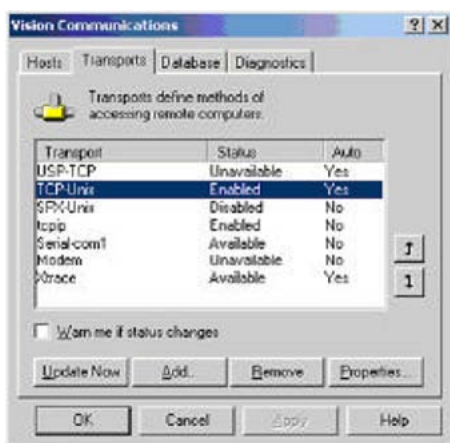 Vision Communications
Hosts Transports Database Diagnostics
Transports define methods of
accessing remote computers.
Transport Status Auto
USP-TCP Unavailable Yes
TCP-Unix Enabled Yes
SPX-Unix Disabled No
tcpip Enabled No
Serial-com1 Available No
Modem Unavailable No
Xtrace Available Yes
Warn me if status changes
Update Now Add.. Remove Properties...
OK Cancel Apply Help